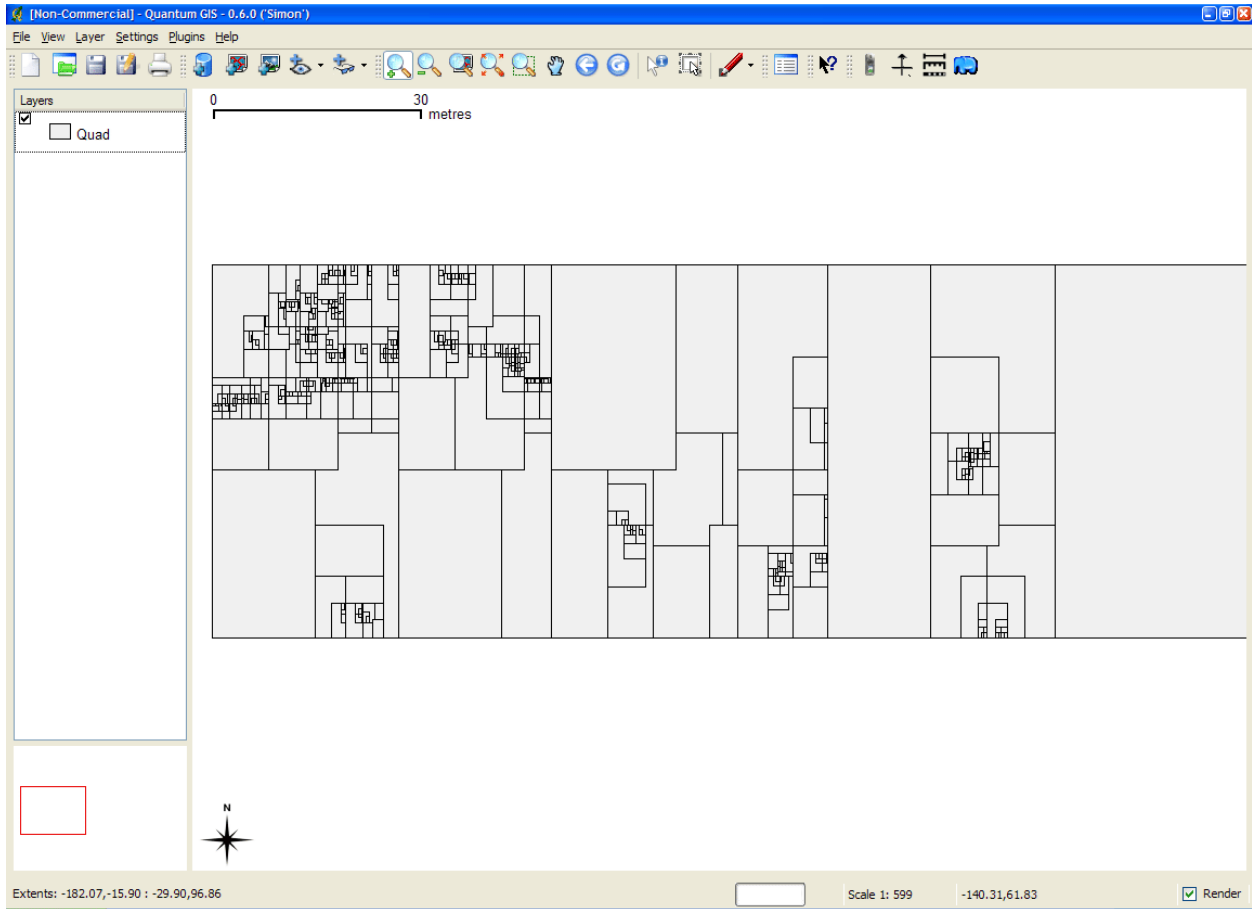 [Non-Commercial] - Quantum GIS - 0.6.0 ('Simon')
File View Layer Settings Plugins Help
Layers
Quad
0 30
metres
N
Extents: -182.07,-15.90 : -29.90,96.86
Scale 1: 599
-140.31,61.83
Render